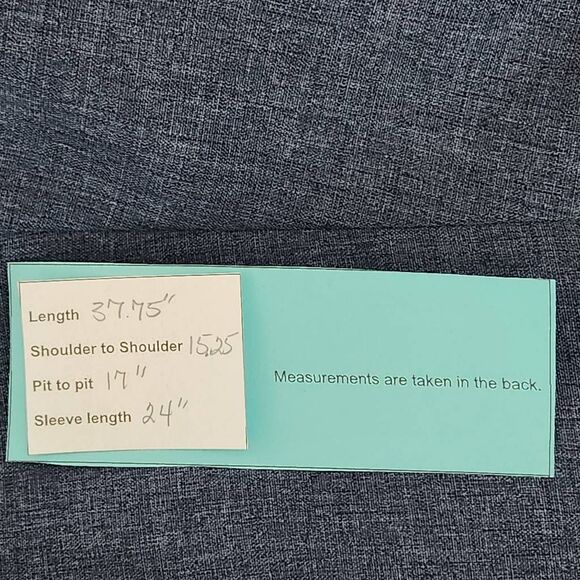 Length 37.75"
Shoulder to Shoulder 15.25
Pit to pit 17"
Sleeve length 24"
Measurements are taken in the back.